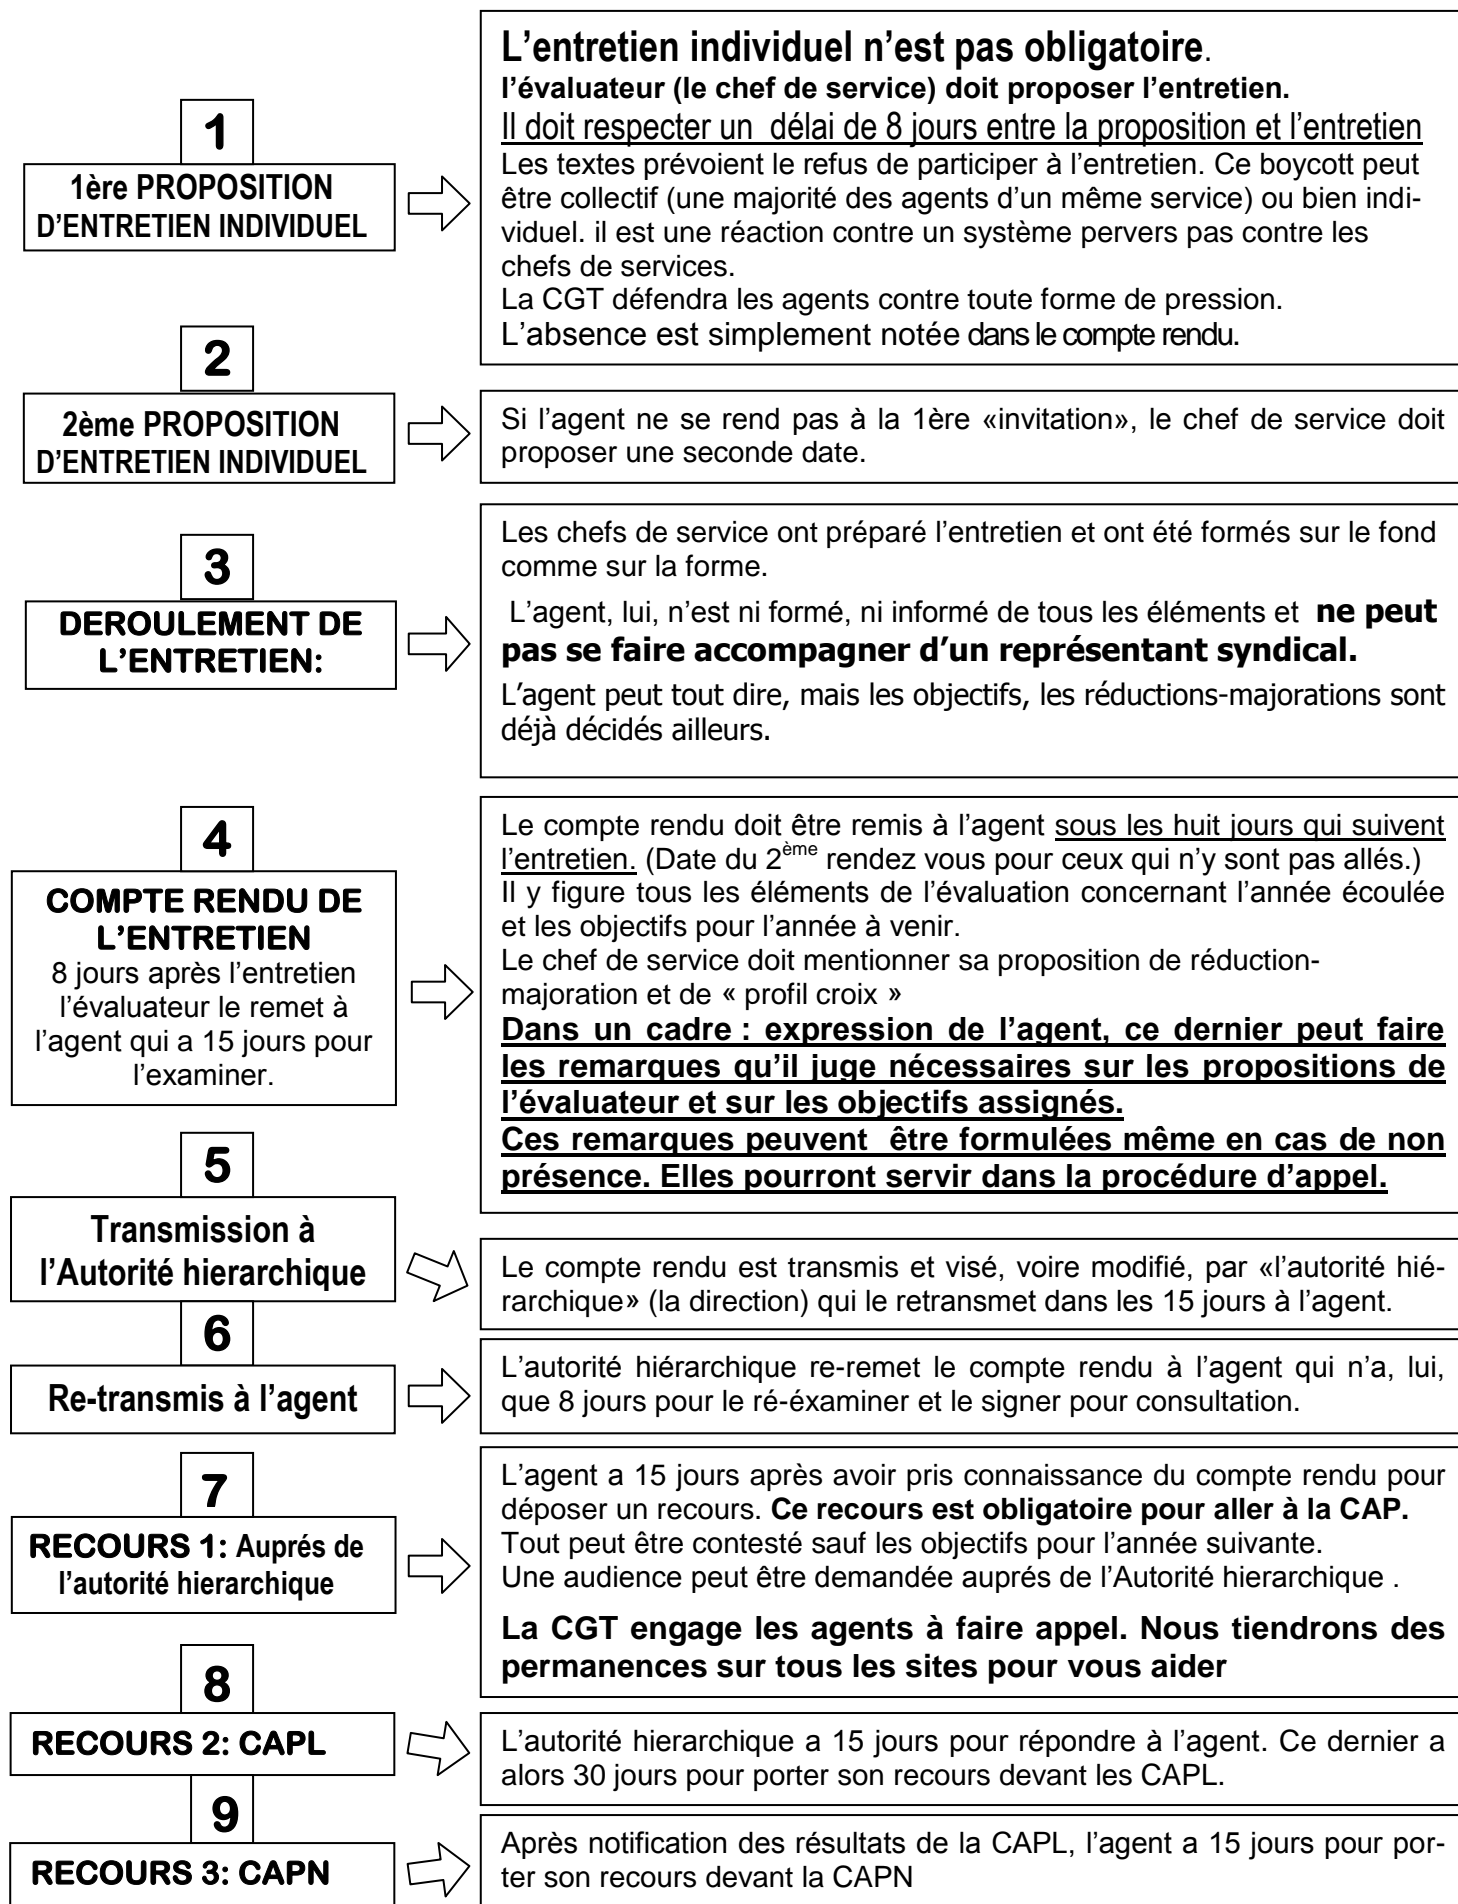 1
1ère PROPOSITION
D’ENTRETIEN INDIVIDUEL
L’entretien individuel n’est pas obligatoire.
l’évaluateur (le chef de service) doit proposer l’entretien.
Il doit respecter un délai de 8 jours entre la proposition et l’entretien
Les textes prévoient le refus de participer à l’entretien. Ce boycott peut
être collectif (une majorité des agents d’un même service) ou bien indi-
viduel. il est une réaction contre un système pervers pas contre les
chefs de services.
La CGT défendra les agents contre toute forme de pression.
L’absence est simplement notée dans le compte rendu.
2
2ème PROPOSITION
D’ENTRETIEN INDIVIDUEL
Si l’agent ne se rend pas à la 1ère «invitation», le chef de service doit
proposer une seconde date.
3
DEROULEMENT DE
L’ENTRETIEN:
Les chefs de service ont préparé l’entretien et ont été formés sur le fond
comme sur la forme.
L’agent, lui, n’est ni formé, ni informé de tous les éléments et ne peut
pas se faire accompagner d’un représentant syndical.
L’agent peut tout dire, mais les objectifs, les réductions-majorations sont
déjà décidés ailleurs.
4
COMPTE RENDU DE
L’ENTRETIEN
8 jours après l’entretien
l’évaluateur le remet à
l’agent qui a 15 jours pour
l’examiner.
Le compte rendu doit être remis à l’agent sous les huit jours qui suivent
l’entretien. (Date du 2ème rendez vous pour ceux qui n’y sont pas allés.)
Il y figure tous les éléments de l’évaluation concernant l’année écoulée
et les objectifs pour l’année à venir.
Le chef de service doit mentionner sa proposition de réduction-
majoration et de « profil croix »
Dans un cadre : expression de l’agent, ce dernier peut faire
les remarques qu’il juge nécessaires sur les propositions de
l’évaluateur et sur les objectifs assignés.
Ces remarques peuvent être formulées même en cas de non
présence. Elles pourront servir dans la procédure d’appel.
5
Transmission à
l’Autorité hierarchique
Le compte rendu est transmis et visé, voire modifié, par «l’autorité hié-
rarchique» (la direction) qui le retransmet dans les 15 jours à l’agent.
6
Re-transmis à l’agent
L’autorité hiérarchique re-remet le compte rendu à l’agent qui n’a, lui,
que 8 jours pour le ré-éxaminer et le signer pour consultation.
7
RECOURS 1: Auprés de
l’autorité hierarchique
L’agent a 15 jours après avoir pris connaissance du compte rendu pour
déposer un recours. Ce recours est obligatoire pour aller à la CAP.
Tout peut être contesté sauf les objectifs pour l’année suivante.
Une audience peut être demandée auprés de l’Autorité hierarchique .
La CGT engage les agents à faire appel. Nous tiendrons des
permanences sur tous les sites pour vous aider
8
RECOURS 2: CAPL
L’autorité hierarchique a 15 jours pour répondre à l’agent. Ce dernier a
alors 30 jours pour porter son recours devant les CAPL.
9
RECOURS 3: CAPN
Après notification des résultats de la CAPL, l’agent a 15 jours pour por-
ter son recours devant la CAPN